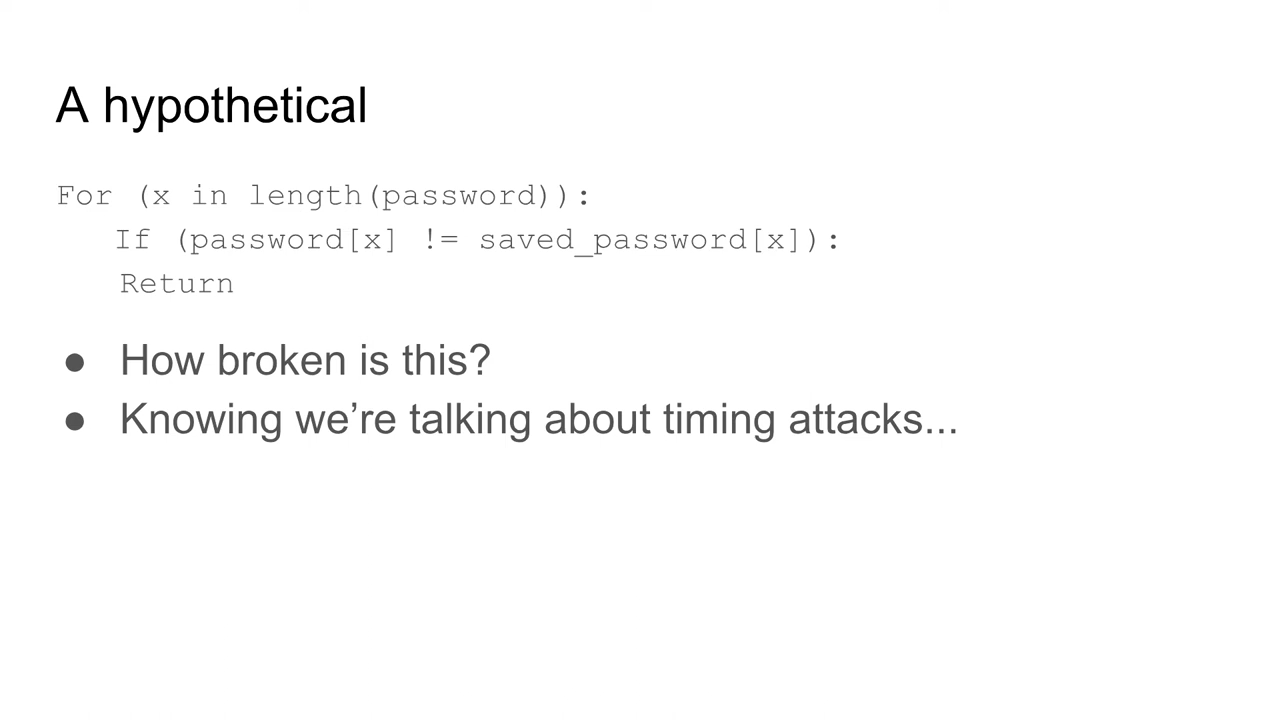 A hypothetical
For (x in length(password)):
If (password[x] != saved_password[x]):
Return
● How broken is this?
● Knowing we’re talking about timing attacks...